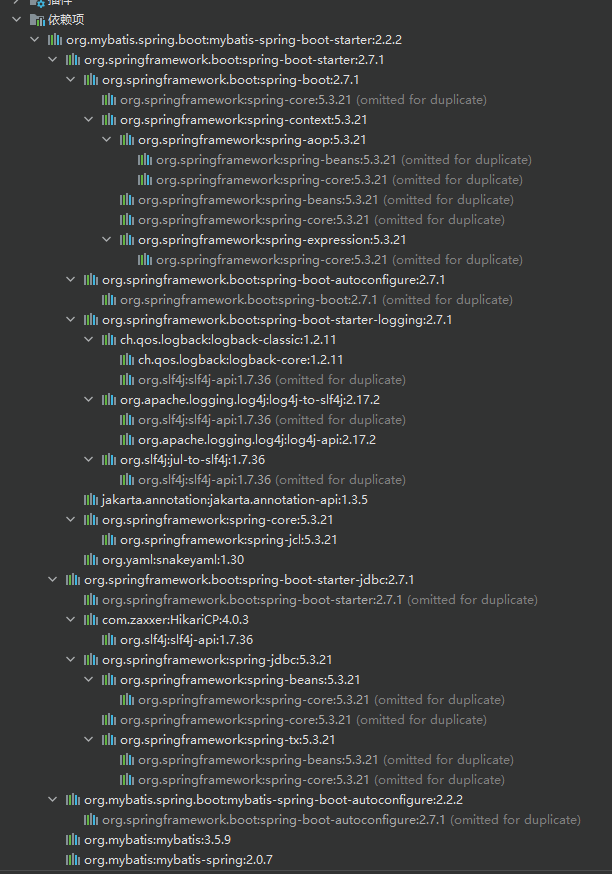 插件
依赖项
org.mybatis.spring.boot:mybatis-spring-boot-starter:2.2.2
org.springframework.boot:spring-boot-starter:2.7.1
org.springframework.boot:spring-boot:2.7.1
org.springframework:spring-core:5.3.21 (omitted for duplicate)
org.springframework:spring-context:5.3.21
org.springframework:spring-aop:5.3.21
org.springframework:spring-beans:5.3.21 (omitted for duplicate)
org.springframework:spring-core:5.3.21 (omitted for duplicate)
org.springframework:spring-beans:5.3.21 (omitted for duplicate)
org.springframework:spring-core:5.3.21 (omitted for duplicate)
org.springframework:spring-expression:5.3.21
org.springframework:spring-core:5.3.21 (omitted for duplicate)
org.springframework.boot:spring-boot-autoconfigure:2.7.1
org.springframework.boot:spring-boot:2.7.1 (omitted for duplicate)
org.springframework.boot:spring-boot-starter-logging:2.7.1
ch.qos.logback:logback-classic:1.2.11
ch.qos.logback:logback-core:1.2.11
org.slf4j:slf4j-api:1.7.36 (omitted for duplicate)
org.apache.logging.log4j:log4j-to-slf4j:2.17.2
org.slf4j:slf4j-api:1.7.36 (omitted for duplicate)
org.apache.logging.log4j:log4j-api:2.17.2
org.slf4j:jul-to-slf4j:1.7.36
org.slf4j:slf4j-api:1.7.36 (omitted for duplicate)
jakarta.annotation:jakarta.annotation-api:1.3.5
org.springframework:spring-core:5.3.21
org.springframework:spring-jcl:5.3.21
org.yaml:snakeyaml:1.30
org.springframework.boot:spring-boot-starter-jdbc:2.7.1
org.springframework.boot:spring-boot-starter:2.7.1 (omitted for duplicate)
com.zaxxer:HikariCP:4.0.3
org.slf4j:slf4j-api:1.7.36
org.springframework:spring-jdbc:5.3.21
org.springframework:spring-beans:5.3.21
org.springframework:spring-core:5.3.21 (omitted for duplicate)
org.springframework:spring-core:5.3.21 (omitted for duplicate)
org.springframework:spring-tx:5.3.21
org.springframework:spring-beans:5.3.21 (omitted for duplicate)
org.springframework:spring-core:5.3.21 (omitted for duplicate)
org.mybatis.spring.boot:mybatis-spring-boot-autoconfigure:2.2.2
org.springframework.boot:spring-boot-autoconfigure:2.7.1 (omitted for duplicate)
org.mybatis:mybatis:3.5.9
org.mybatis:mybatis-spring:2.0.7